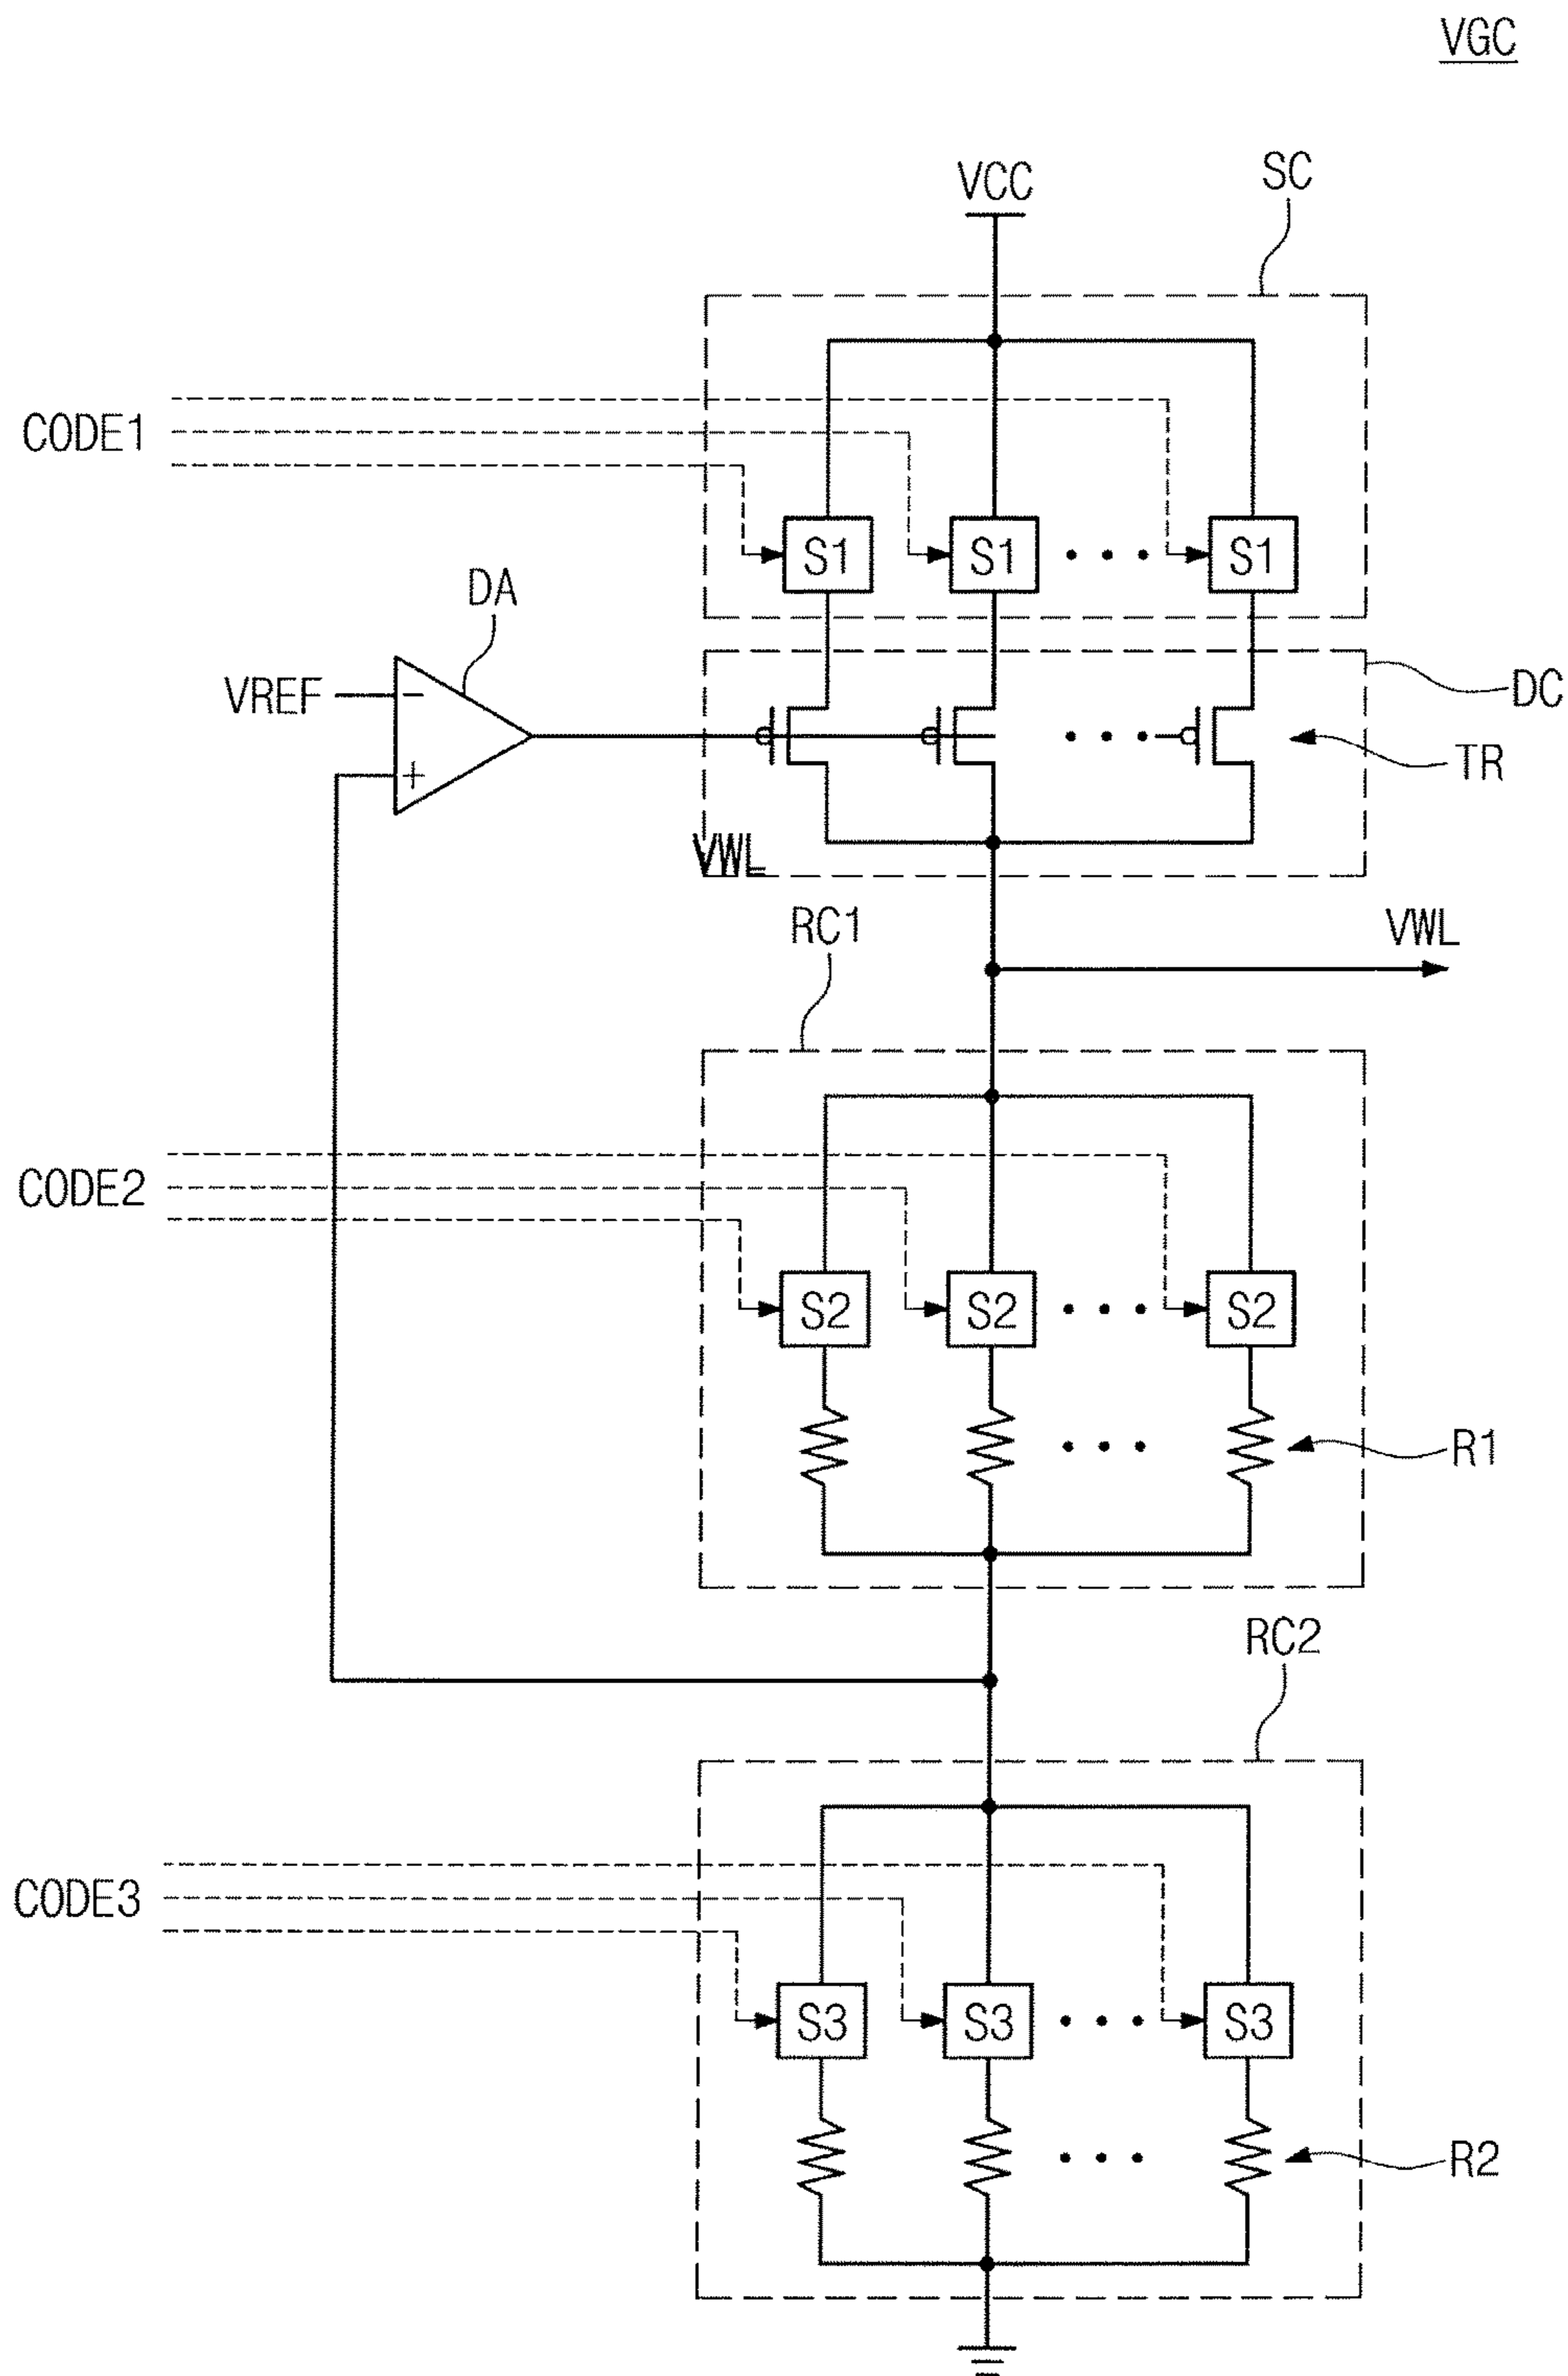 VGC
VCC
SC
CODE1
S1
S1
S1
DA
VREF
DC
TR
VWL
RC1
VWL
CODE2
S2
S2
S2
R1
RC2
CODE3
S3
S3
S3
R2